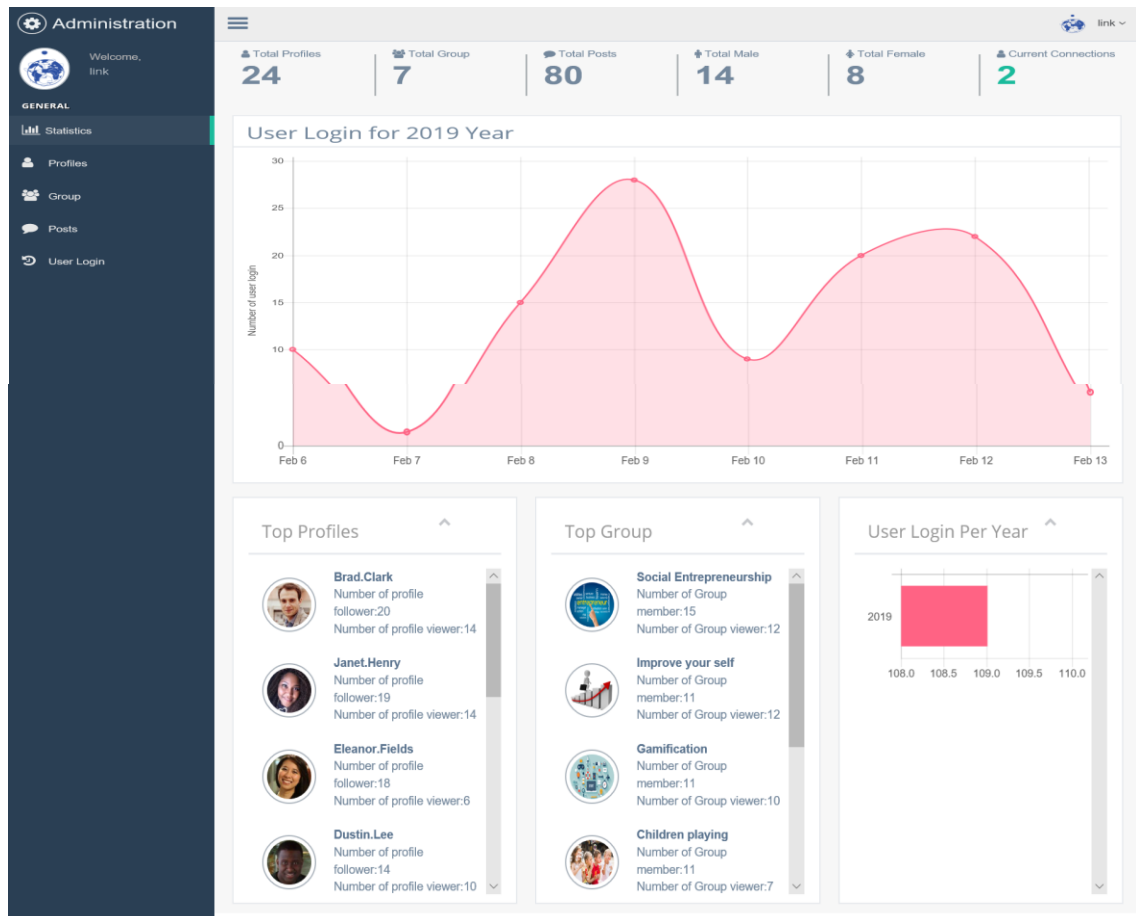 Administration
link
Welcome,
link
GENERAL
Statistics
Profiles
Group
Posts
User Login
Total Profiles
24
Total Group
7
Total Posts
80
Total Male
14
Total Female
8
Current Connections
2
User Login for 2019 Year
Number of user login
30
25
20
15
10
0
Feb 6
Feb 7
Feb 8
Feb 9
Feb 10
Feb 11
Feb 12
Feb 13
Top Profiles
Brad.Clark
Number of profile
follower:20
Number of profile viewer:14
Janet.Henry
Number of profile
follower:19
Number of profile viewer:14
Eleanor.Fields
Number of profile
follower:18
Number of profile viewer:6
Dustin.Lee
Number of profile
follower:14
Number of profile viewer:10
Top Group
Social Entrepreneurship
Number of Group
member:15
Number of Group viewer:12
Improve your self
Number of Group
member:11
Number of Group viewer:12
Gamification
Number of Group
member:11
Number of Group viewer:10
Children playing
Number of Group
member:11
Number of Group viewer:7
User Login Per Year
2019
108.0
108.5
109.0
109.5
110.0